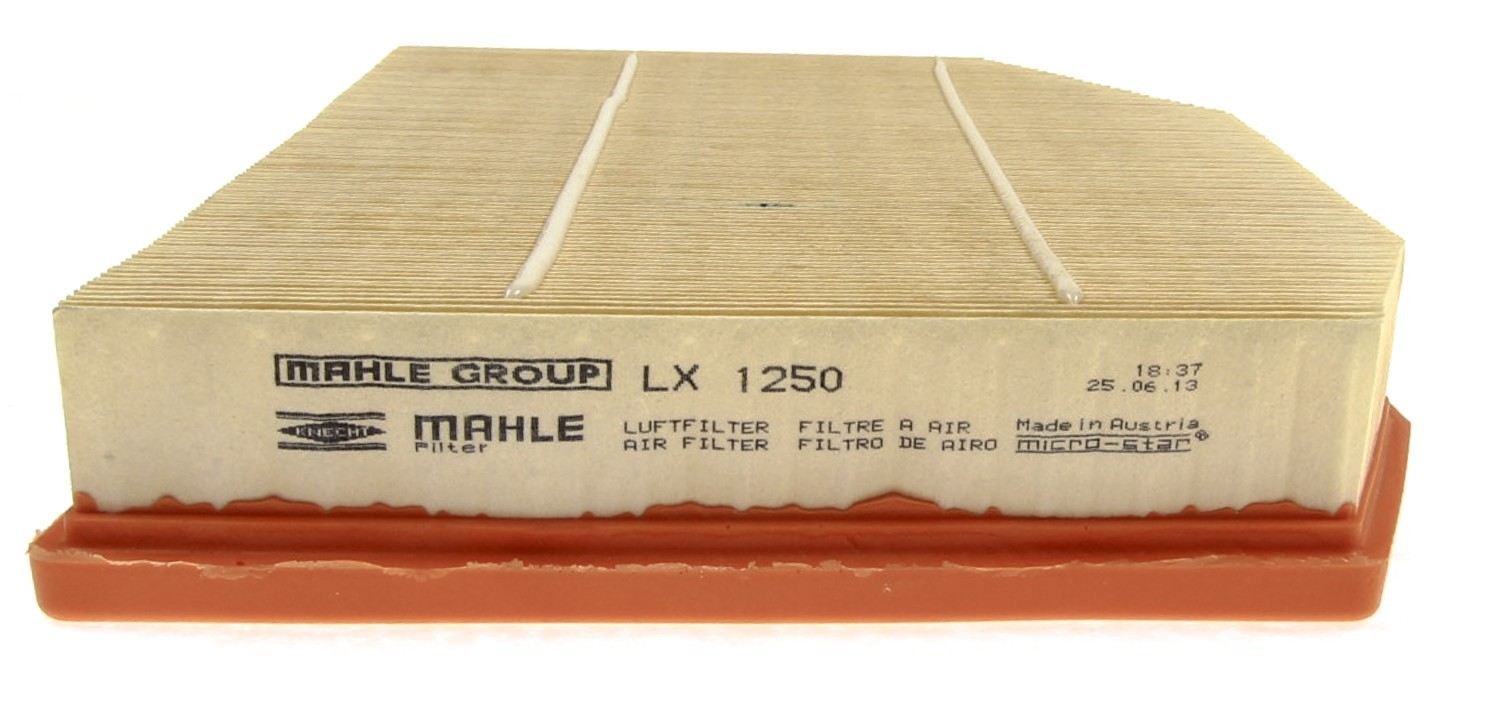 MAHLE GROUP LX 1250
18:37
25.06.13
KNECHT MAHLE
Filter
LUFTFILTER FILTRE A AIR Made in Austria
AIR FILTER FILTRO DE AIRO micro-star®